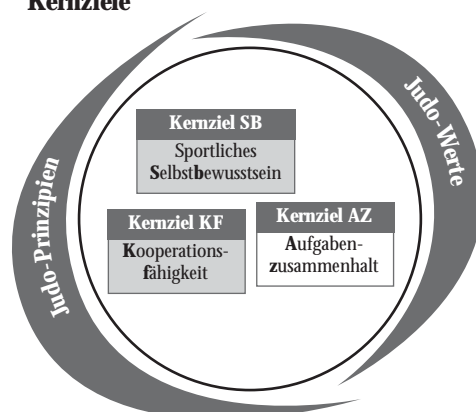 Kernziele
Judo-Werte
Kernziel SB
Sportliches
Selbstbewusstsein
Judo-Prinzipien
Kernziel KF
Kooperations-
fähigkeit
Kernziel AZ
Aufgaben-
zusammenhalt